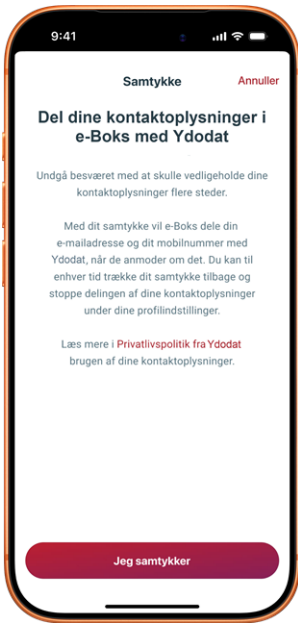 9:41
Samtykke
Annuller
Del dine kontaktoplysninger i
e-Boks med Ydodat
Undgå besværet med at skulle vedligeholde dine
kontaktoplysninger flere steder.
Med dit samtykke vil e-Boks dele din
e-mailadresse og dit mobilnummer med
Ydodat, når de anmoder om det. Du kan til
enhver tid trække dit samtykke tilbage og
stoppe delingen af dine kontaktoplysninger
under dine profilindstillinger.
Læs mere i Privatlivspolitik fra Ydodat
brugen af dine kontaktoplysninger.
Jeg samtykker